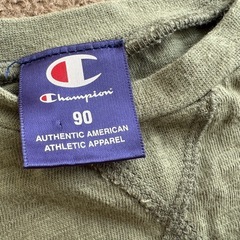 Champion
90
AUTHENTIC AMERICAN
ATHLETIC APPAREL